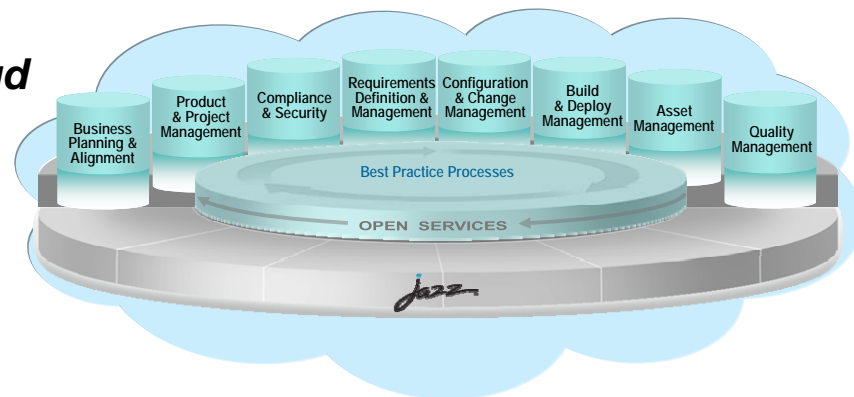 Business
Planning &
Alignment
Product
& Project
Management
Compliance
& Security
Requirements
Definition &
Management
Configuration
& Change
Management
Build
& Deploy
Management
Asset
Management
Quality
Management
Best Practice Processes
OPEN SERVICES
jazz